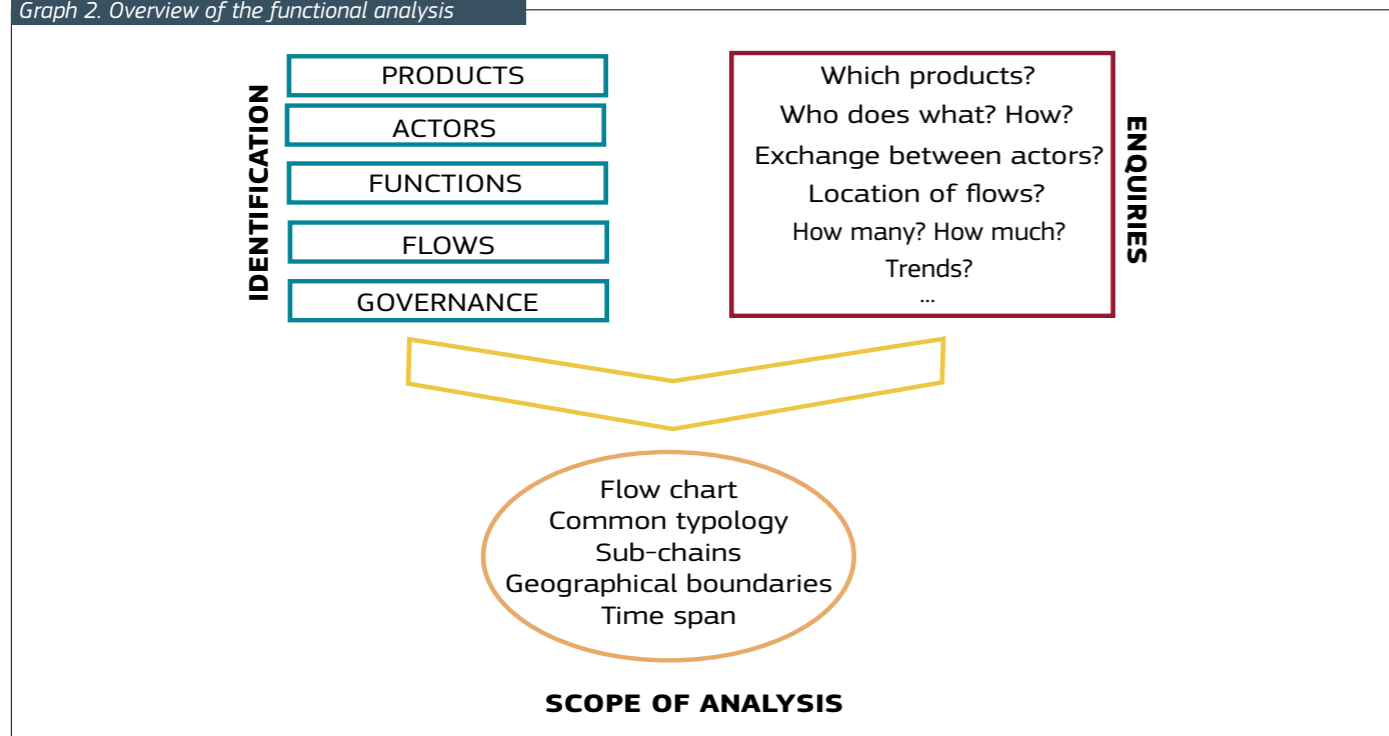 Graph 2. Overview of the functional analysis
IDENTIFICATION
PRODUCTS
ACTORS
FUNCTIONS
FLOWS
GOVERNANCE
Which products?
Who does what? How?
Exchange between actors?
Location of flows?
How many? How much?
Trends?
...
ENQUIRIES
Flow chart
Common typology
Sub-chains
Geographical boundaries
Time span
SCOPE OF ANALYSIS